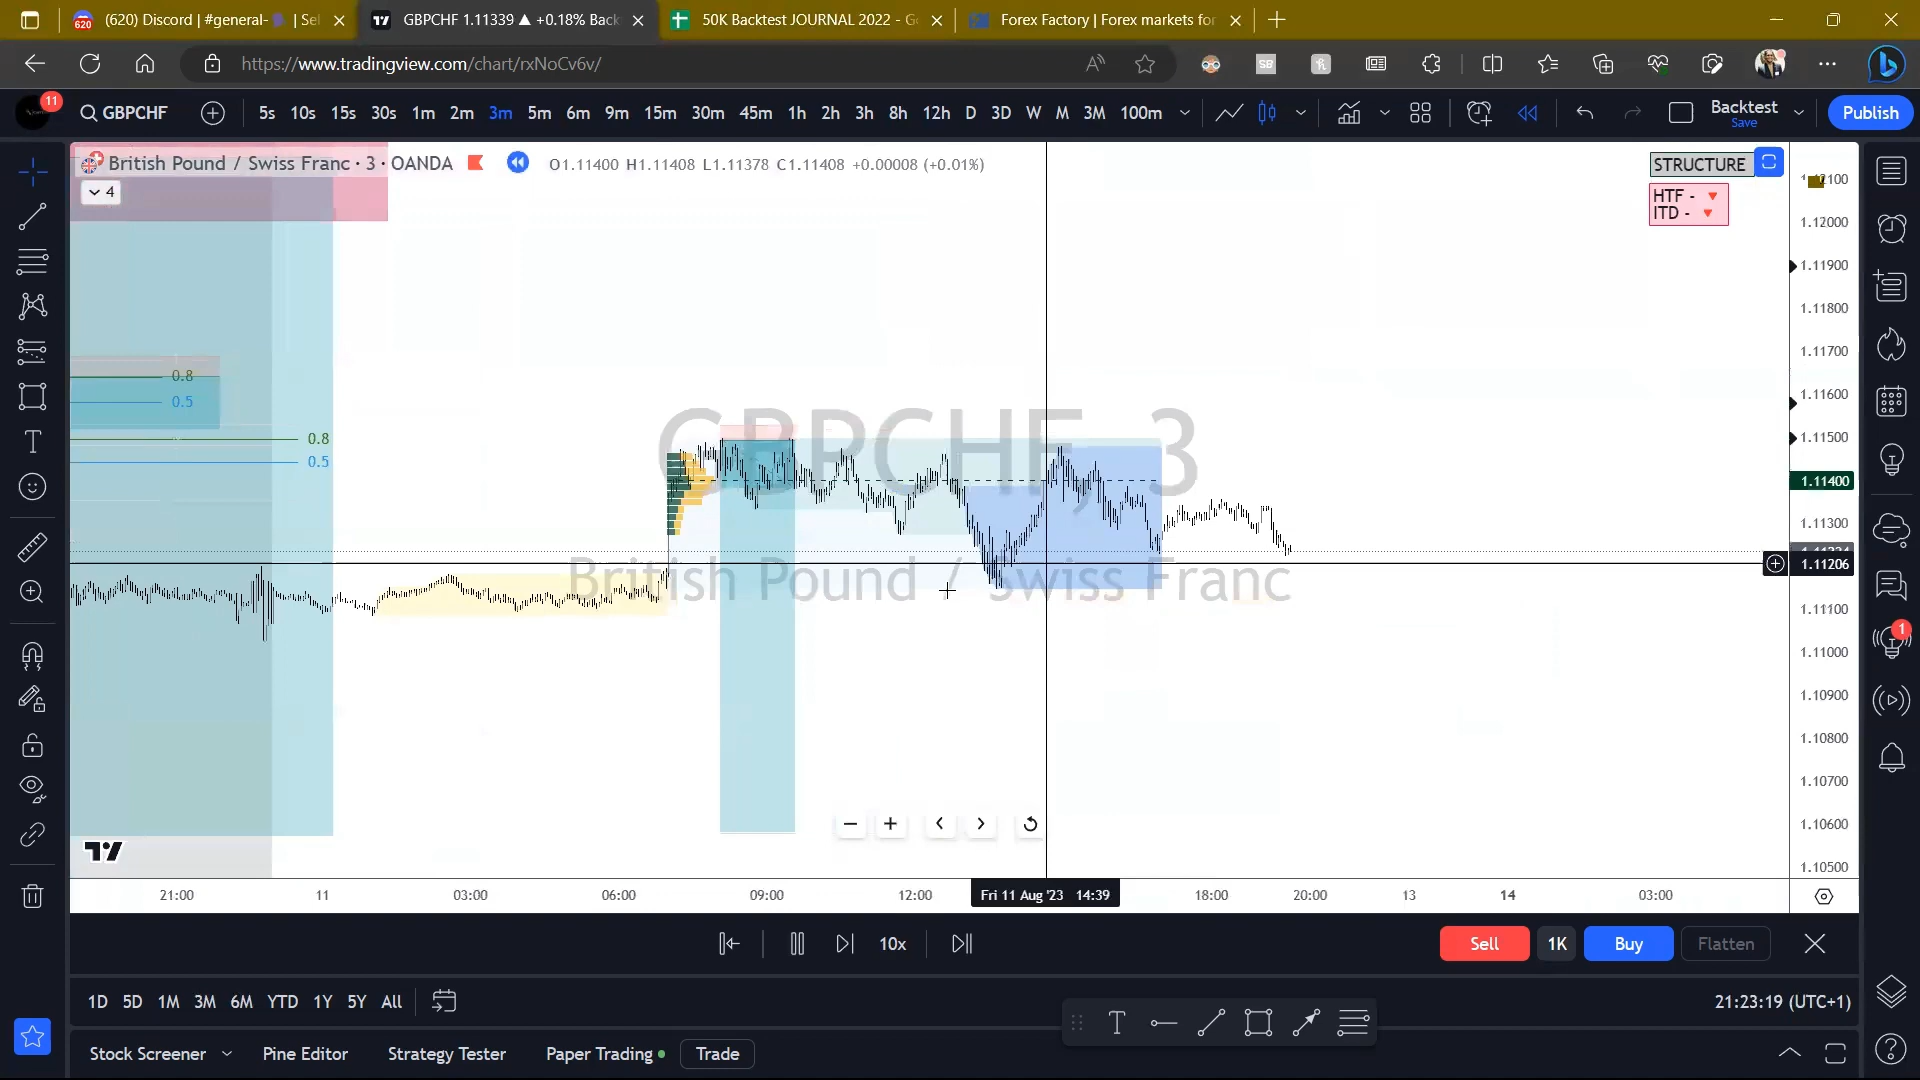 (620) Discord | #general- | Sel
GBPCHF 1.11339 ▲ +0.18% Back
50K Backtest JOURNAL 2022 - Go
Forex Factory | Forex markets for
https://www.tradingview.com/chart/rxNoCv6v/
11
GBPCHF
5s 10s 15s 30s 1m 2m 3m 5m 6m 9m 15m 30m 45m 1h 2h 3h 8h 12h D 3D W M 3M 100m
Backtest
Save
Publish
British Pound / Swiss Franc · 3 · OANDA
O1.11400 H1.11408 L1.11378 C1.11408 +0.00008 (+0.01%)
4
STRUCTURE
HTF - 🔻
ITD - 🔻
1.12000
1.11900
1.11800
1.11700
1.11600
1.11500
1.11400
1.11300
1.11206
1.11100
1.11000
1.10900
1.10800
1.10700
1.10600
1.10500
0.8
0.5
0.8
0.5
GBPCHF, 3
British Pound / Swiss Franc
21:00 11 03:00 06:00 09:00 12:00 Fri 11 Aug '23 14:39 18:00 20:00 13 14 03:00
10x
Sell 1K Buy Flatten
1D 5D 1M 3M 6M YTD 1Y 5Y All
21:23:19 (UTC+1)
Stock Screener Pine Editor Strategy Tester Paper Trading Trade
1